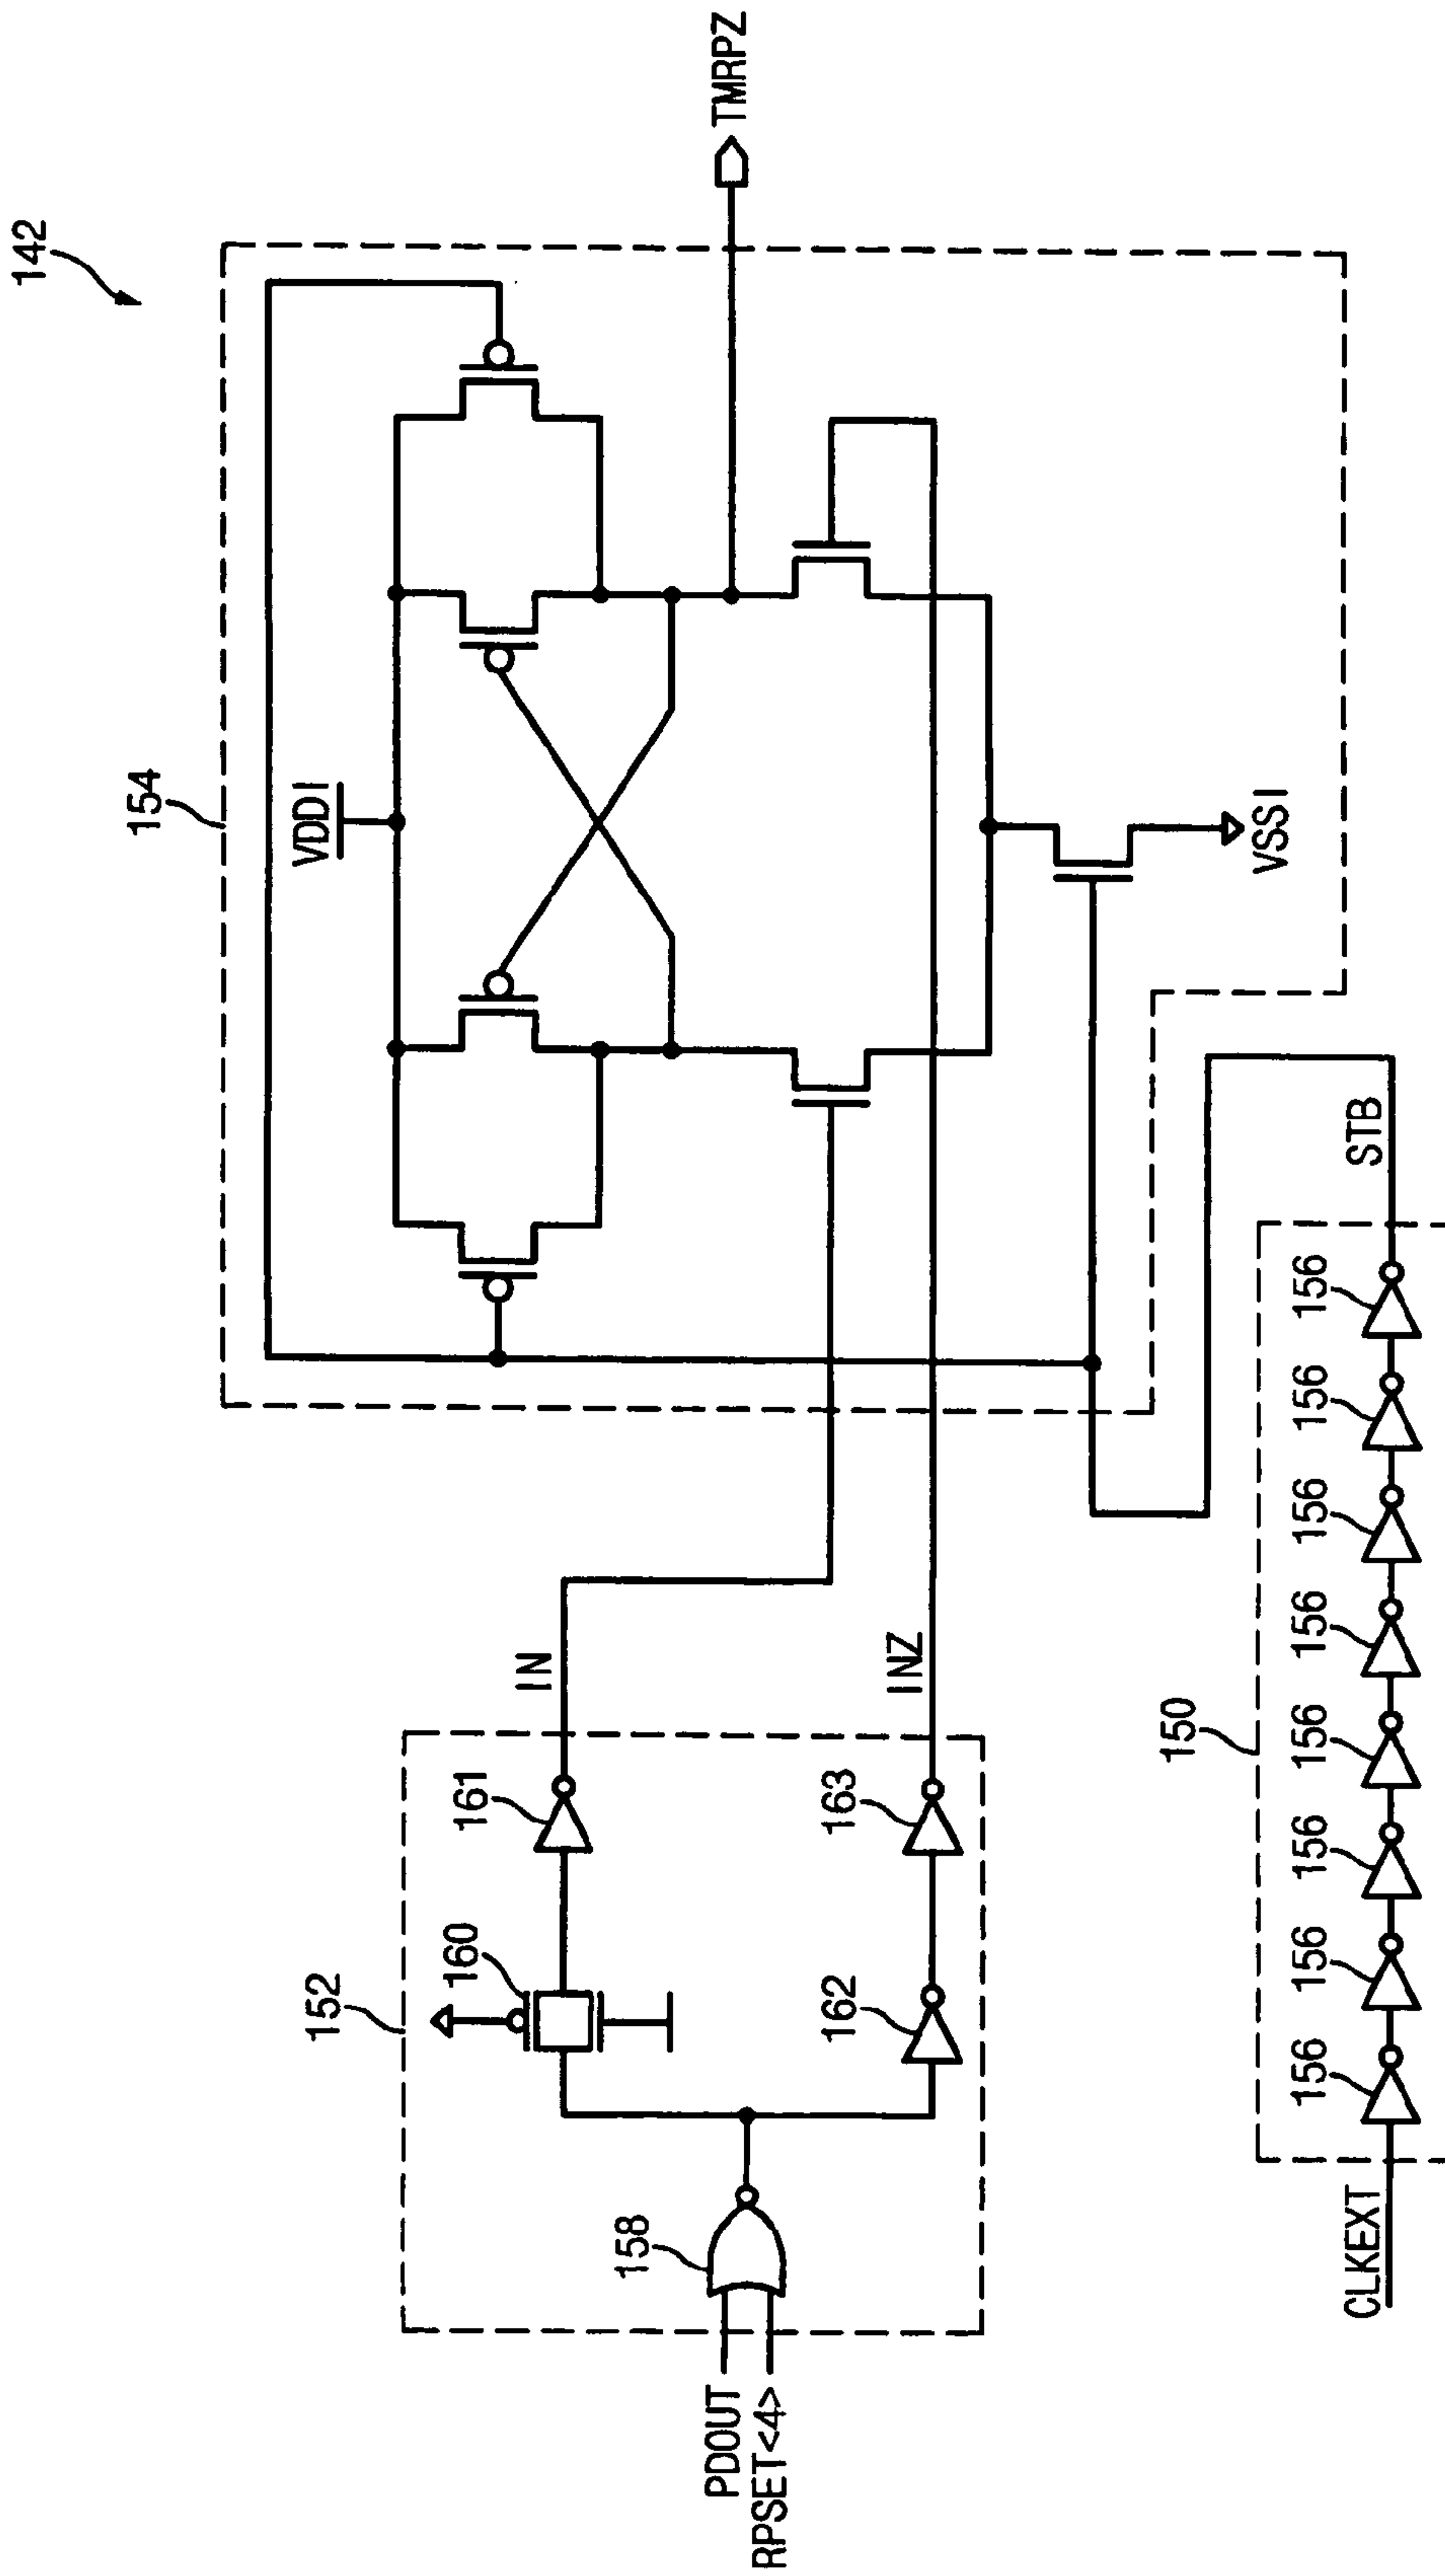 142
154
VDDI
TMRPZ
VSSI
152
160
161
IN
158
PDOUT
RPSET<4>
162
163
INZ
150
CLKEXT
156
156
156
156
156
156
156
156
STB